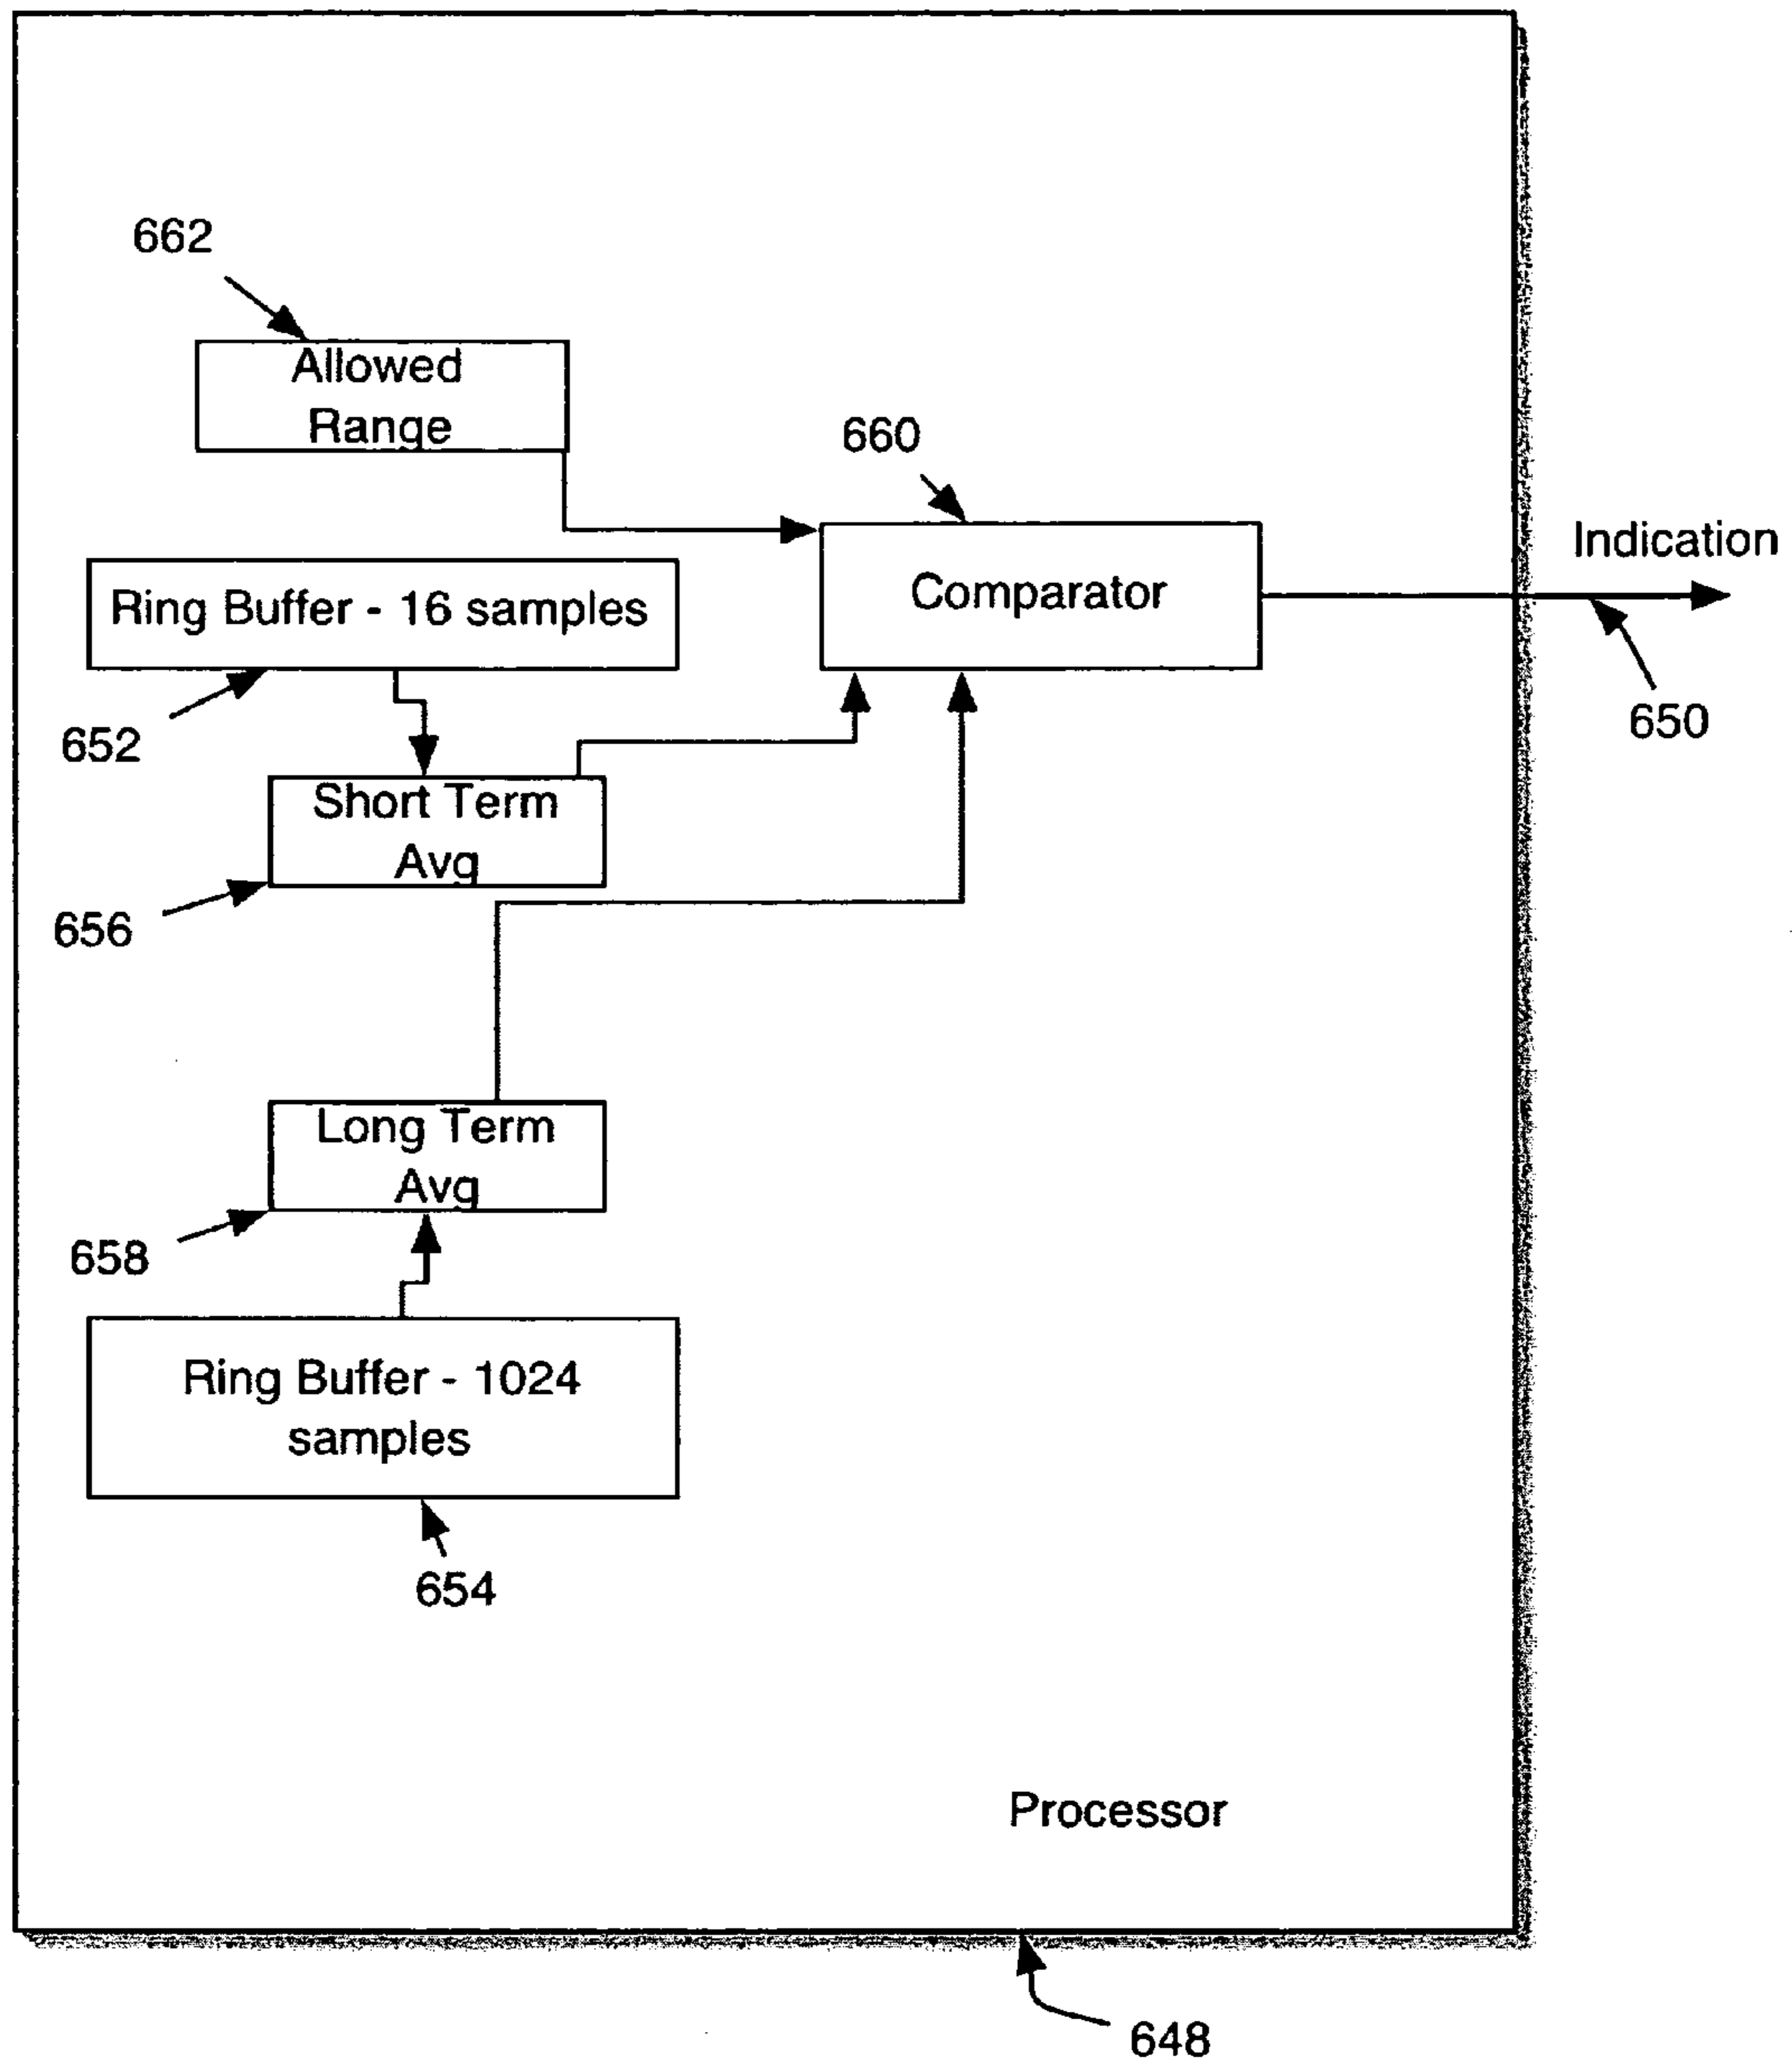 662
Allowed
Range
660
Indication
Comparator
Ring Buffer - 16 samples
650
652
Short Term
Avg
656
Long Term
Avg
658
Ring Buffer - 1024
samples
654
Processor
648